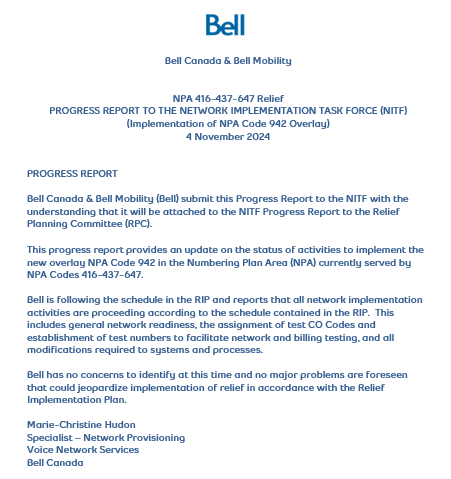 Bell
Bell Canada & Bell Mobility
NPA 416-437-647 Relief
PROGRESS REPORT TO THE NETWORK IMPLEMENTATION TASK FORCE (NITF)
(Implementation of NPA Code 942 Overlay)
4 November 2024
PROGRESS REPORT
Bell Canada & Bell Mobility (Bell) submit this Progress Report to the NITF with the
understanding that it will be attached to the NITF Progress Report to the Relief
Planning Committee (RPC).
This progress report provides an update on the status of activities to implement the
new overlay NPA Code 942 in the Numbering Plan Area (NPA) currently served by
NPA Codes 416-437-647.
Bell is following the schedule in the RIP and reports that all network implementation
activities are proceeding according to the schedule contained in the RIP. This
includes general network readiness, the assignment of test CO Codes and
establishment of test numbers to facilitate network and billing testing, and all
modifications required to systems and processes.
Bell has no concerns to identify at this time and no major problems are foreseen
that could jeopardize implementation of relief in accordance with the Relief
Implementation Plan.
Marie-Christine Hudon
Specialist – Network Provisioning
Voice Network Services
Bell Canada